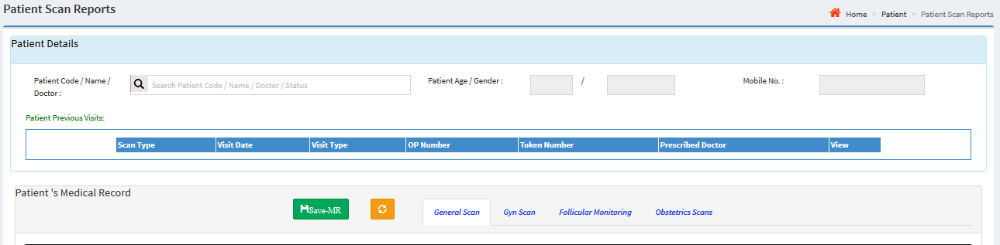 Patient Scan Reports
Home > Patient > Patient Scan Reports
Patient Details
Patient Code / Name /
Doctor :
Search Patient Code / Name / Doctor / Status
Patient Age / Gender :
/
Mobile No. :
Patient Previous Visits:
Scan Type Visit Date Visit Type OP Number Token Number Prescribed Doctor View
Patient 's Medical Record
Save-MR
General Scan Gyn Scan Follicular Monitoring Obstetrics Scans